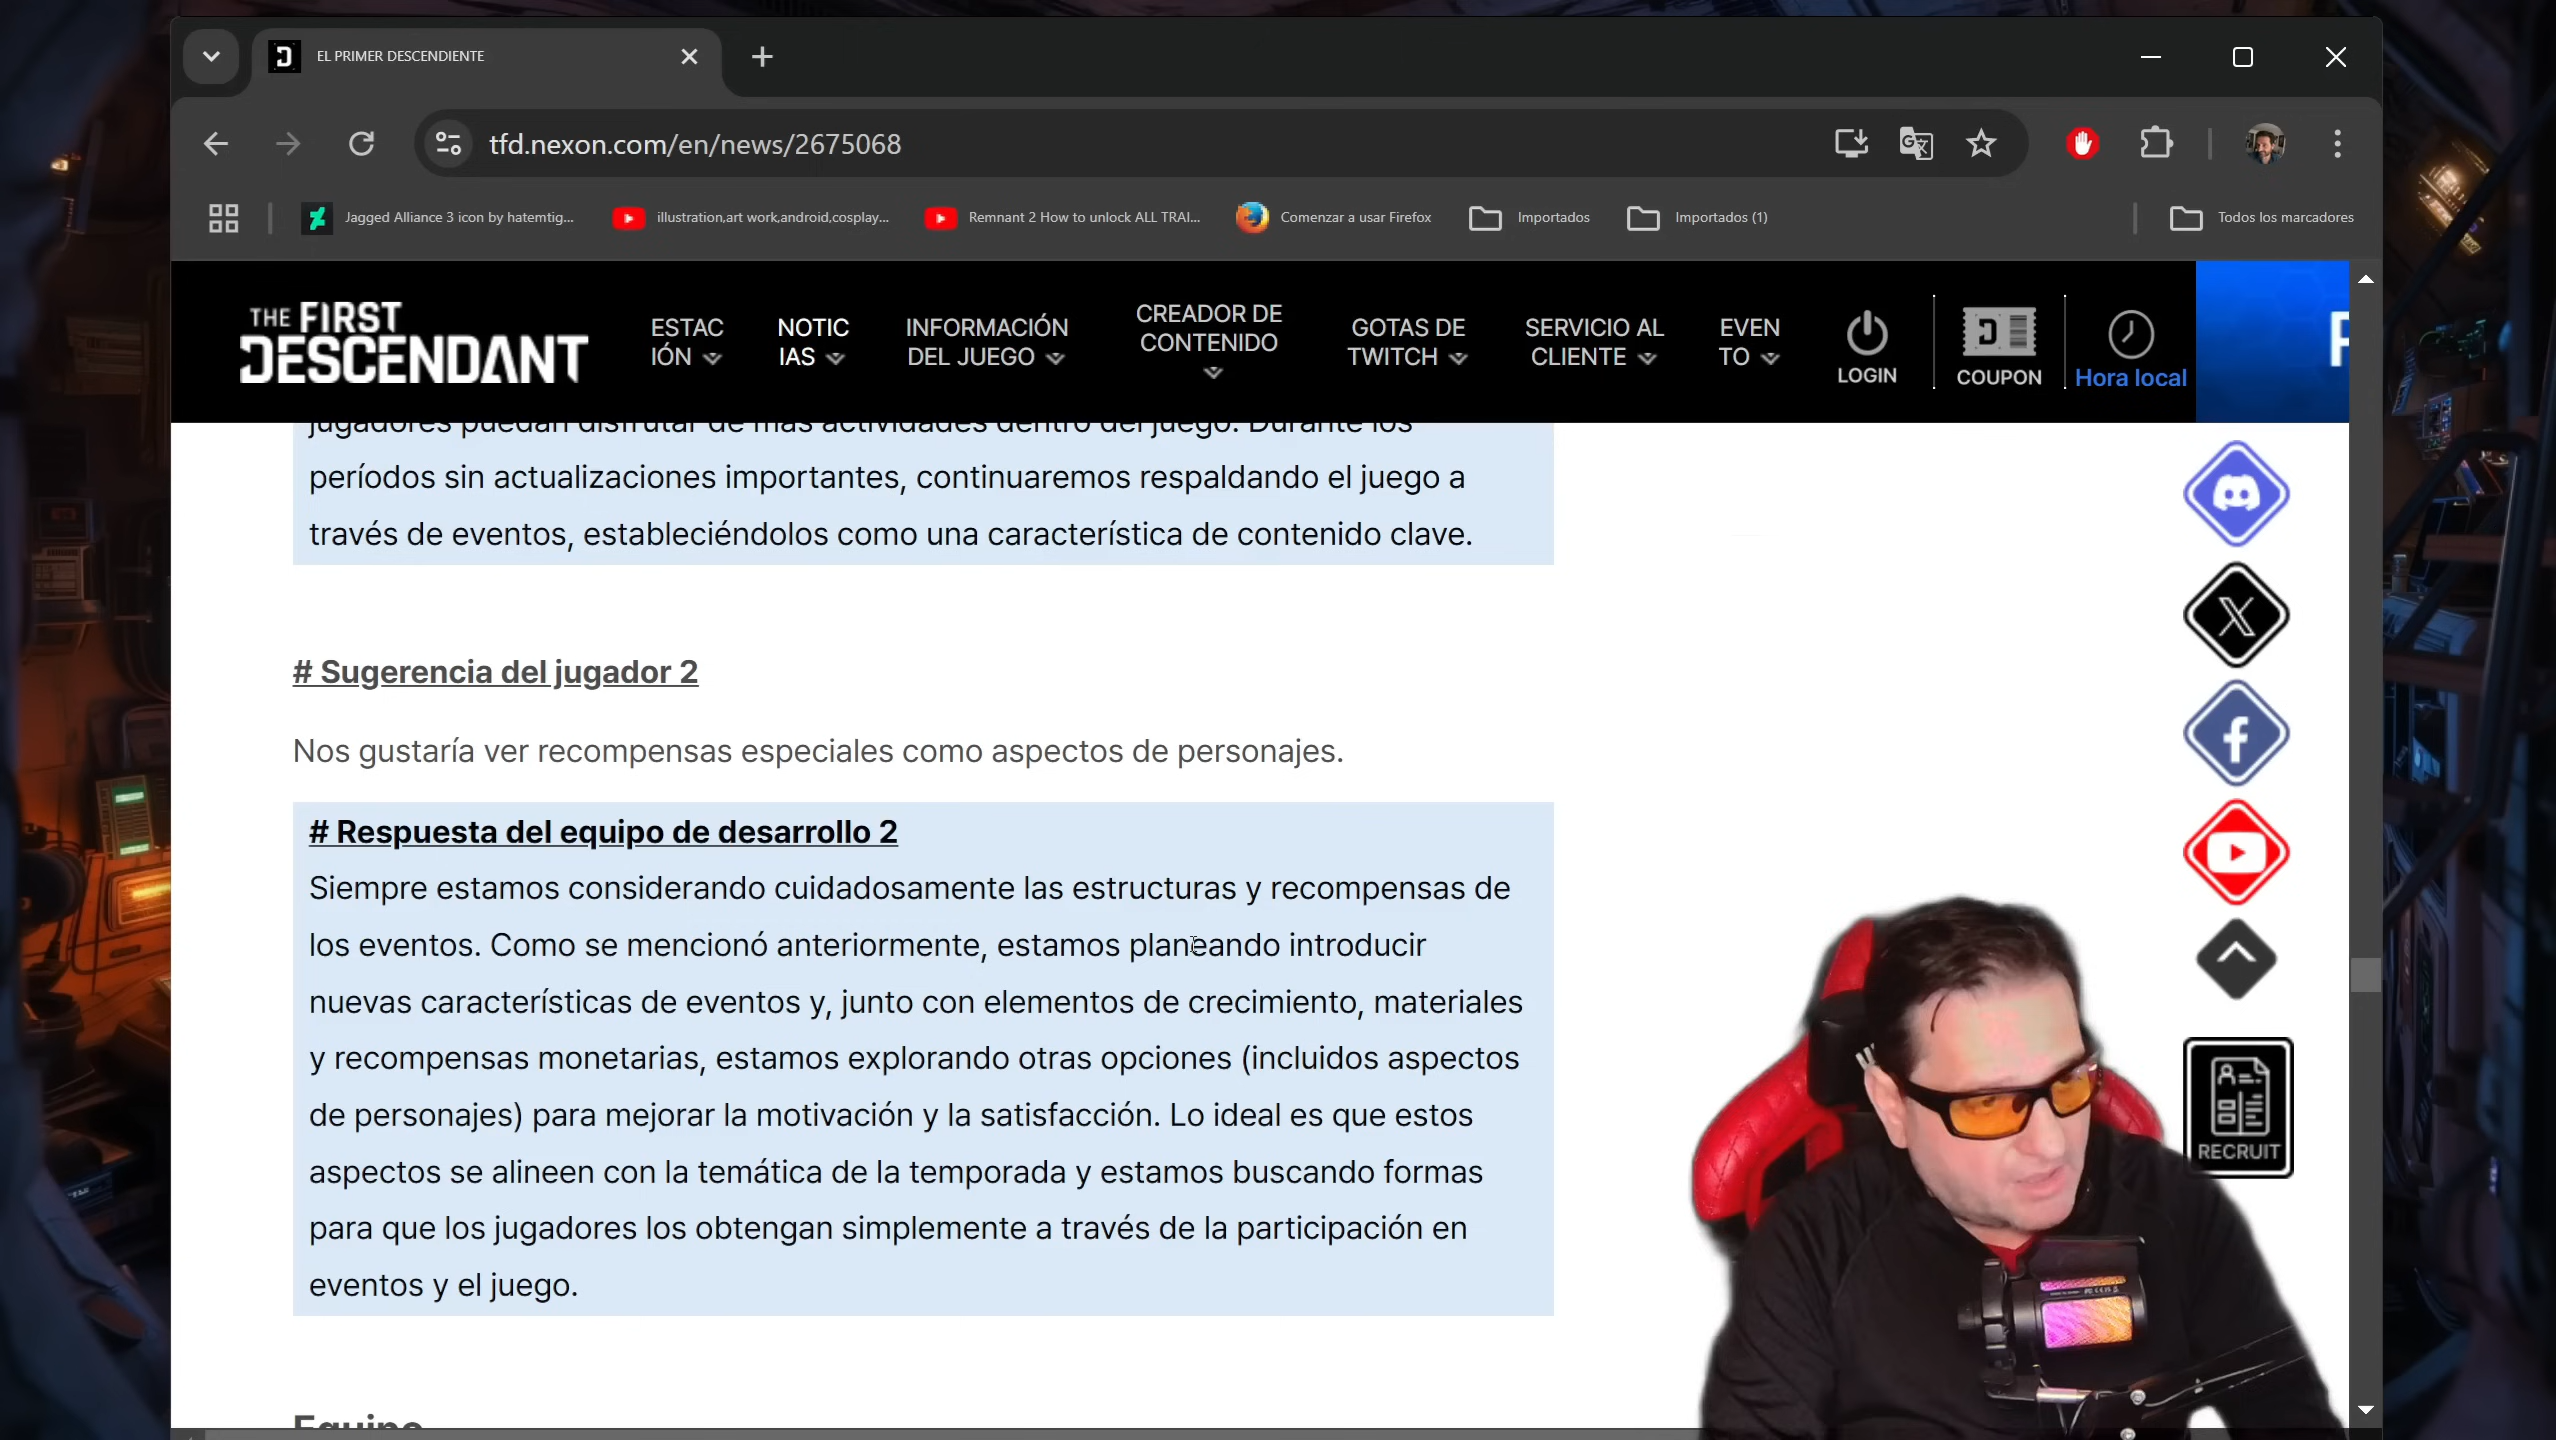 EL PRIMER DESCENDIENTE
tfd.nexon.com/en/news/2675068
Jagged Alliance 3 icon by hatemtig...
illustration,art work,android,cosplay...
Remnant 2 How to unlock ALL TRAI...
Comenzar a usar Firefox
Importados
Importados (1)
Todos los marcadores
THE FIRST
DESCENDANT
ESTAC
IÓN
NOTIC
IAS
INFORMACIÓN
DEL JUEGO
CREADOR DE
CONTENIDO
GOTAS DE
TWITCH
SERVICIO AL
CLIENTE
EVEN
TO
LOGIN
COUPON
Hora local
jugadores puedan disfrutar de más actividades dentro del juego. Durante los
períodos sin actualizaciones importantes, continuaremos respaldando el juego a
través de eventos, estableciéndolos como una característica de contenido clave.
# Sugerencia del jugador 2
Nos gustaría ver recompensas especiales como aspectos de personajes.
# Respuesta del equipo de desarrollo 2
Siempre estamos considerando cuidadosamente las estructuras y recompensas de
los eventos. Como se mencionó anteriormente, estamos planeando introducir
nuevas características de eventos y, junto con elementos de crecimiento, materiales
y recompensas monetarias, estamos explorando otras opciones (incluidos aspectos
de personajes) para mejorar la motivación y la satisfacción. Lo ideal es que estos
aspectos se alineen con la temática de la temporada y estamos buscando formas
para que los jugadores los obtengan simplemente a través de la participación en
eventos y el juego.
Equipo
RECRUIT